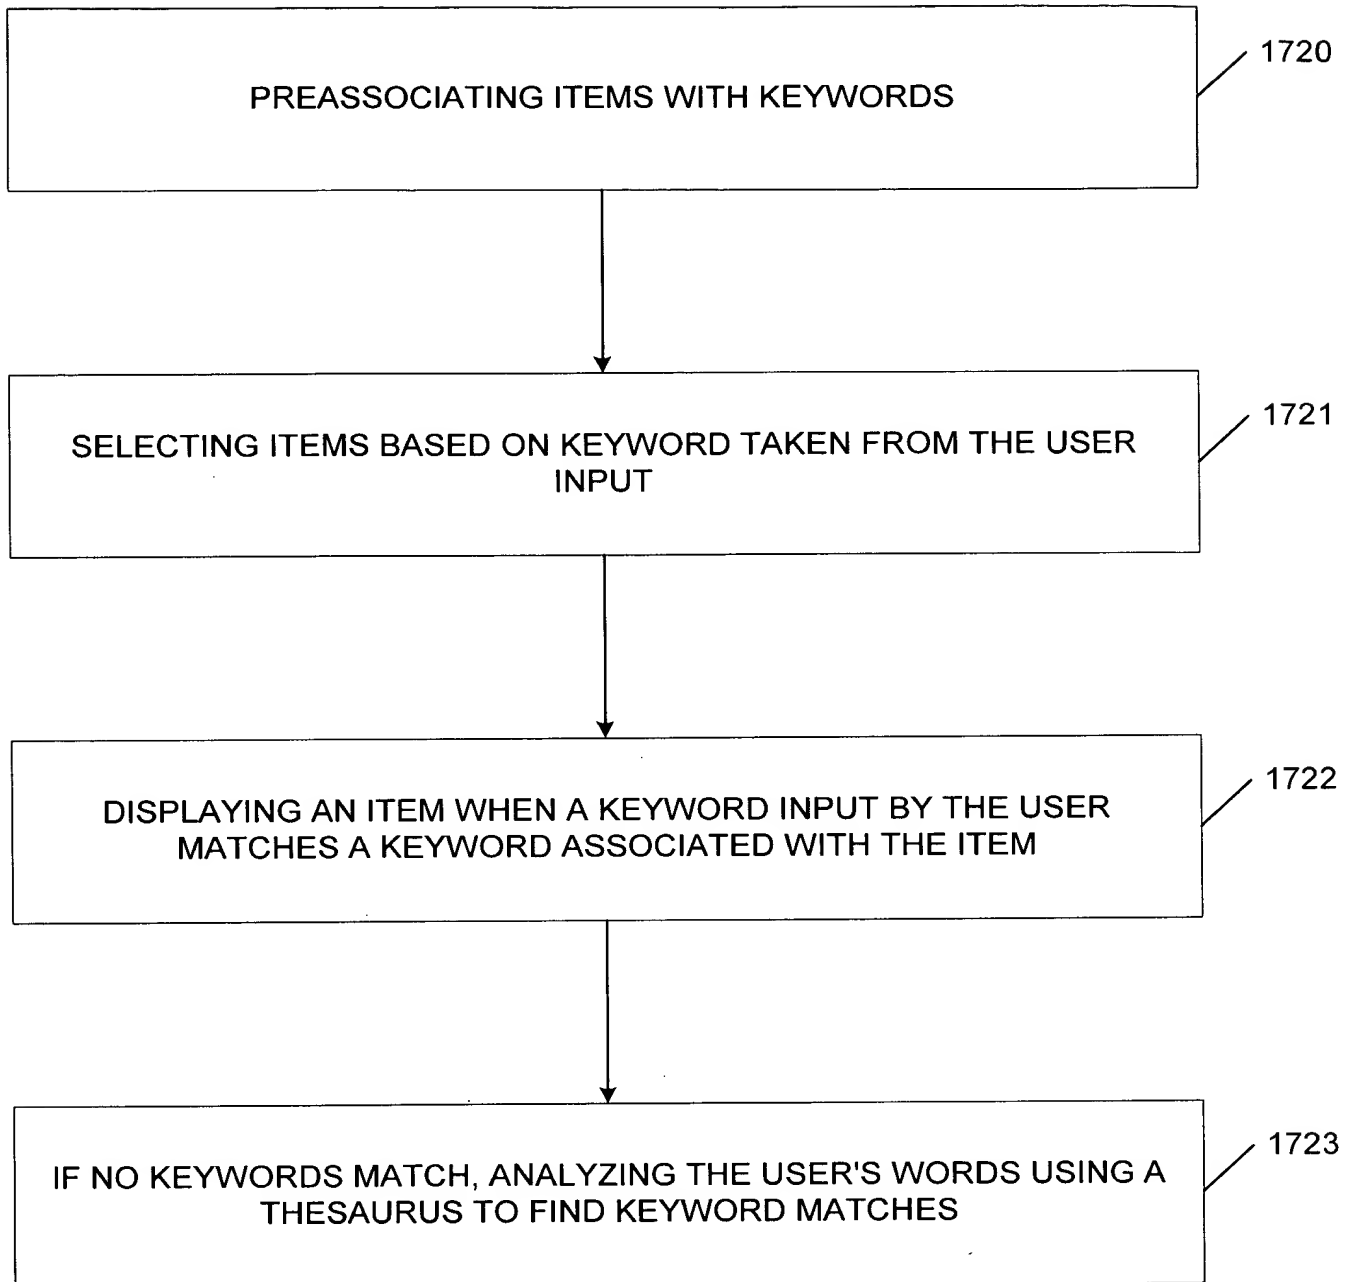 1720
PREASSOCIATING ITEMS WITH KEYWORDS
1721
SELECTING ITEMS BASED ON KEYWORD TAKEN FROM THE USER
INPUT
1722
DISPLAYING AN ITEM WHEN A KEYWORD INPUT BY THE USER
MATCHES A KEYWORD ASSOCIATED WITH THE ITEM
1723
IF NO KEYWORDS MATCH, ANALYZING THE USER'S WORDS USING A
THESAURUS TO FIND KEYWORD MATCHES